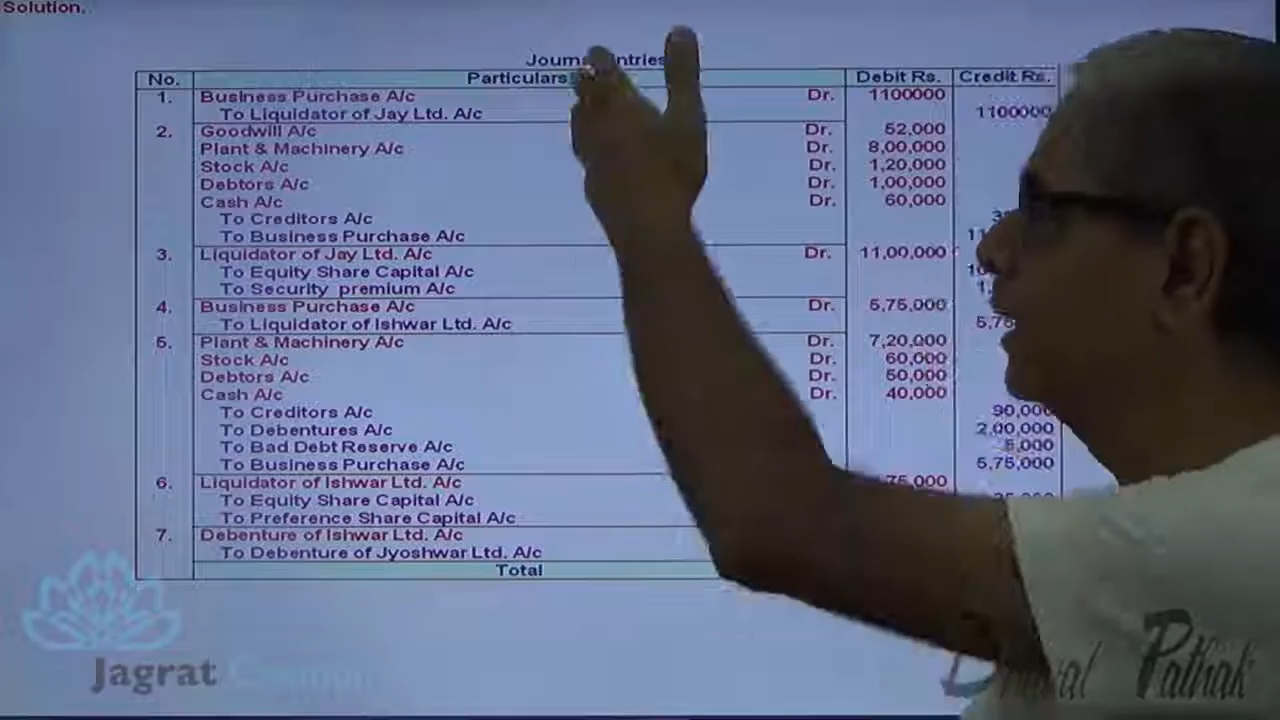 Solution.
Journal Entries
No. Particulars Debit Rs. Credit Rs.
1. Business Purchase A/c Dr. 1100000
To Liquidator of Jay Ltd. A/c 1100000
2. Goodwill A/c Dr. 52,000
Plant & Machinery A/c Dr. 8,00,000
Stock A/c Dr. 1,20,000
Debtors A/c Dr. 1,00,000
Cash A/c Dr. 60,000
To Creditors A/c
To Business Purchase A/c
3. Liquidator of Jay Ltd. A/c Dr. 11,00,000
To Equity Share Capital A/c
To Security premium A/c
4. Business Purchase A/c Dr. 5,75,000
To Liquidator of Ishwar Ltd. A/c
5. Plant & Machinery A/c Dr. 7,20,000
Stock A/c Dr. 60,000
Debtors A/c Dr. 50,000
Cash A/c Dr. 40,000
To Creditors A/c 90,000
To Debentures A/c 2,00,000
To Bad Debt Reserve A/c 5,000
To Business Purchase A/c 5,75,000
6. Liquidator of Ishwar Ltd. A/c
To Equity Share Capital A/c
To Preference Share Capital A/c
7. Debenture of Ishwar Ltd. A/c
To Debenture of Jyoshwar Ltd. A/c
Total
Jagrat
Pathak